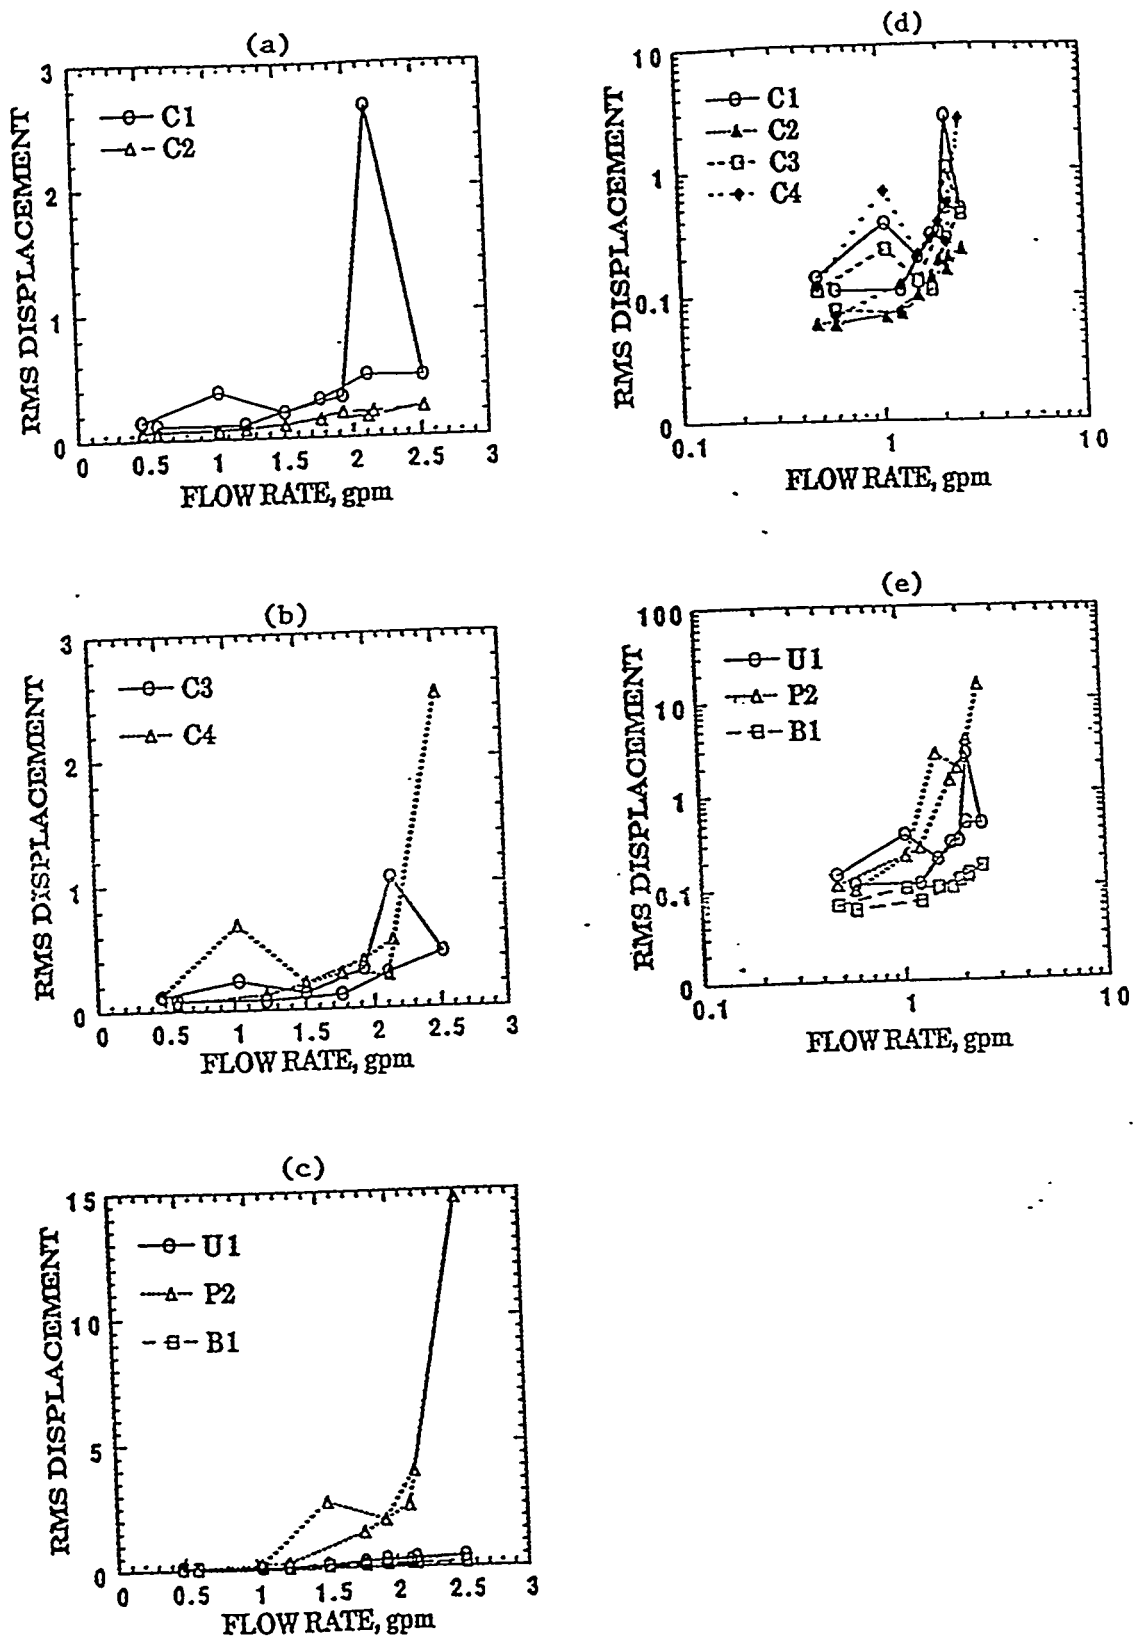 (a)
3
2
1
0
RMS DISPLACEMENT
C1
C2
0 0.5 1 1.5 2 2.5 3
FLOW RATE, gpm
(b)
3
2
1
0
RMS DISPLACEMENT
C3
C4
0 0.5 1 1.5 2 2.5 3
FLOW RATE, gpm
(c)
15
10
5
0
RMS DISPLACEMENT
U1
P2
B1
0 0.5 1 1.5 2 2.5 3
FLOW RATE, gpm
(d)
10
1
0.1
0
RMS DISPLACEMENT
C1
C2
C3
C4
0.1 1 10
FLOW RATE, gpm
(e)
100
10
1
0.1
0
RMS DISPLACEMENT
U1
P2
B1
0.1 1 10
FLOW RATE, gpm